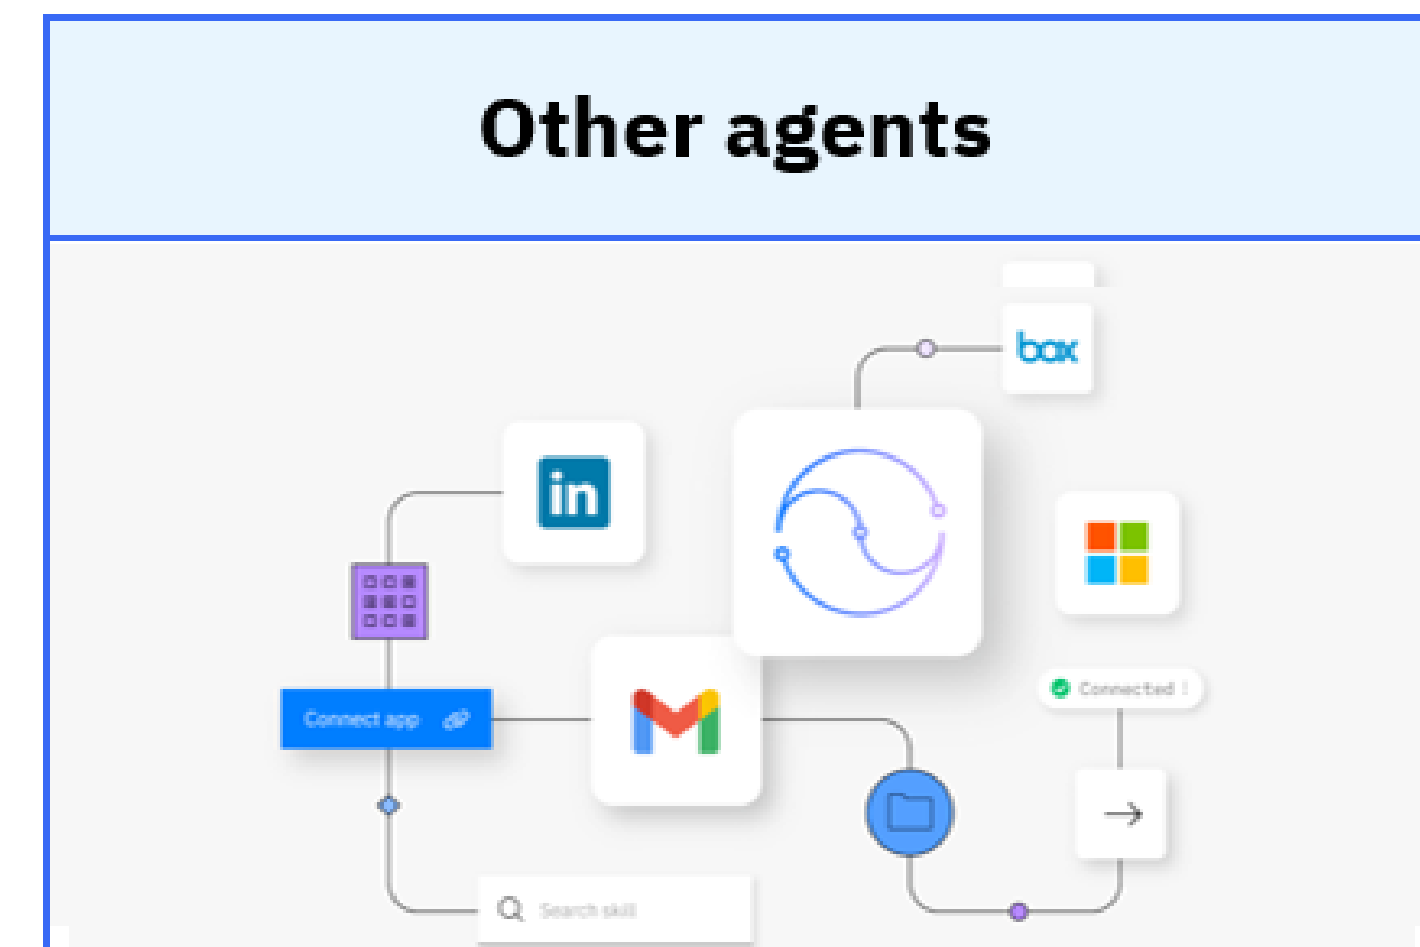 Other agents
box
in
Connect app
Connected
Search skill